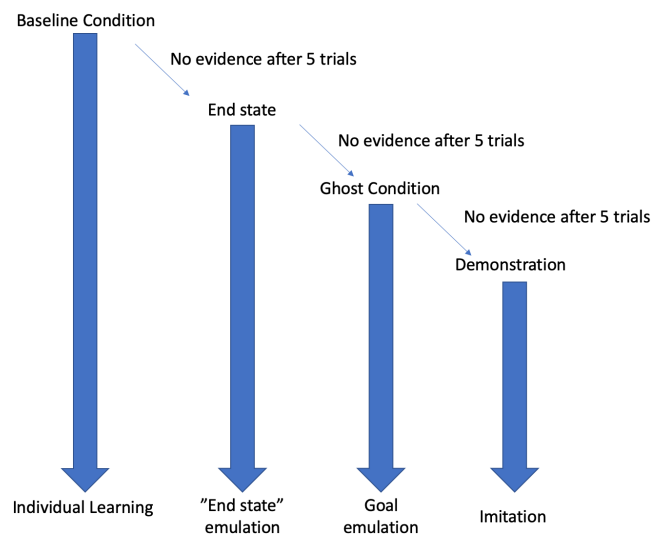 Baseline Condition
No evidence after 5 trials
End state
No evidence after 5 trials
Ghost Condition
No evidence after 5 trials
Demonstration
Individual Learning
”End state”
emulation
Goal
emulation
Imitation